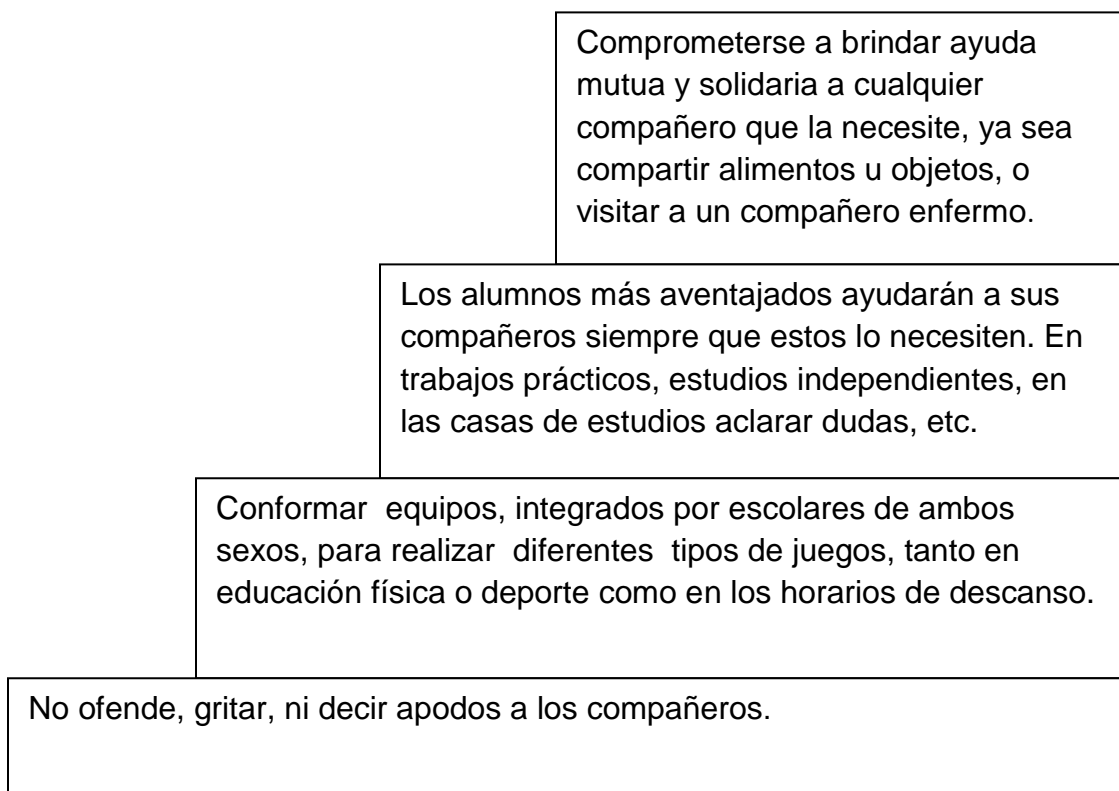 Comprometerse a brindar ayuda
mutua y solidaria a cualquier
compañero que la necesite, ya sea
compartir alimentos u objetos, o
visitar a un compañero enfermo.
Los alumnos más aventajados ayudarán a sus
compañeros siempre que estos lo necesiten. En
trabajos prácticos, estudios independientes, en
las casas de estudios aclarar dudas, etc.
Conformar  equipos, integrados por escolares de ambos
sexos, para realizar  diferentes  tipos de juegos, tanto en
educación física o deporte como en los horarios de descanso.
No ofende, gritar, ni decir apodos a los compañeros.